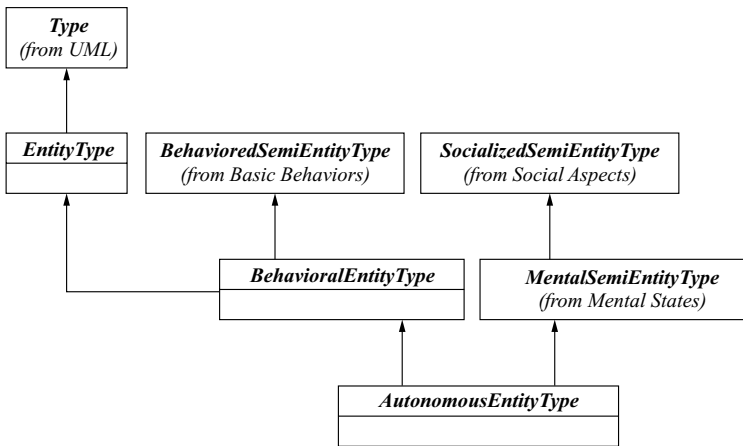 Type
(from UML)
EntityType
BehavioredSemiEntityType
(from Basic Behaviors)
SocializedSemiEntityType
(from Social Aspects)
BehavioralEntityType
MentalSemiEntityType
(from Mental States)
AutonomousEntityType